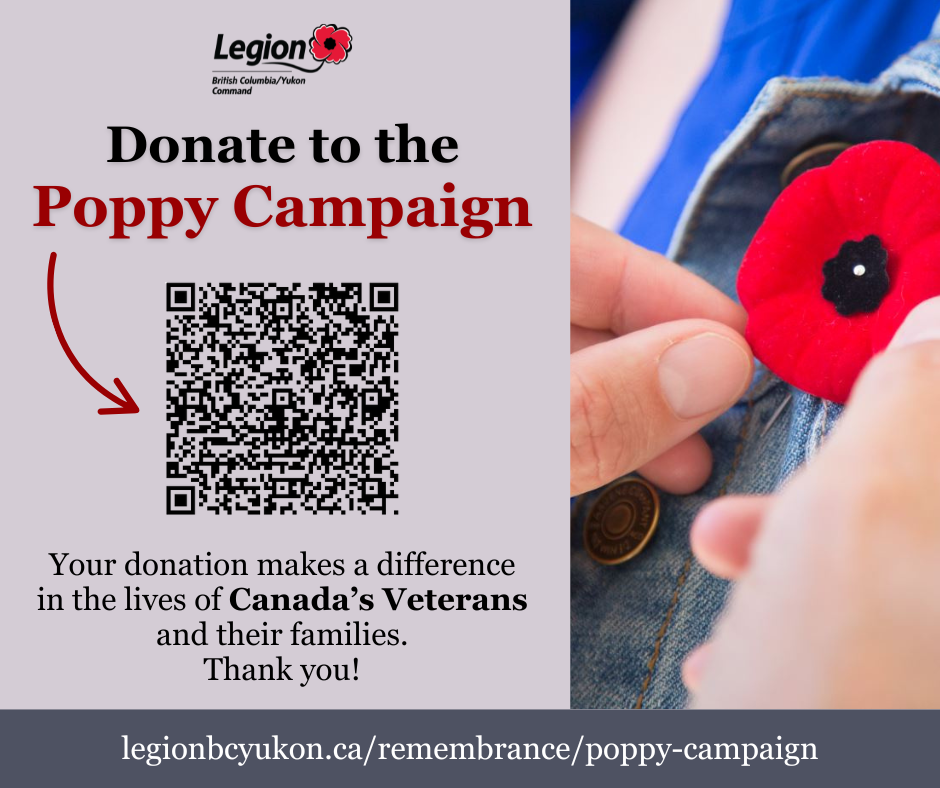 Legion
British Columbia/Yukon
Command
Donate to the
Poppy Campaign
Your donation makes a difference
in the lives of Canada’s Veterans
and their families.
Thank you!
legionbcyukon.ca/remembrance/poppy-campaign